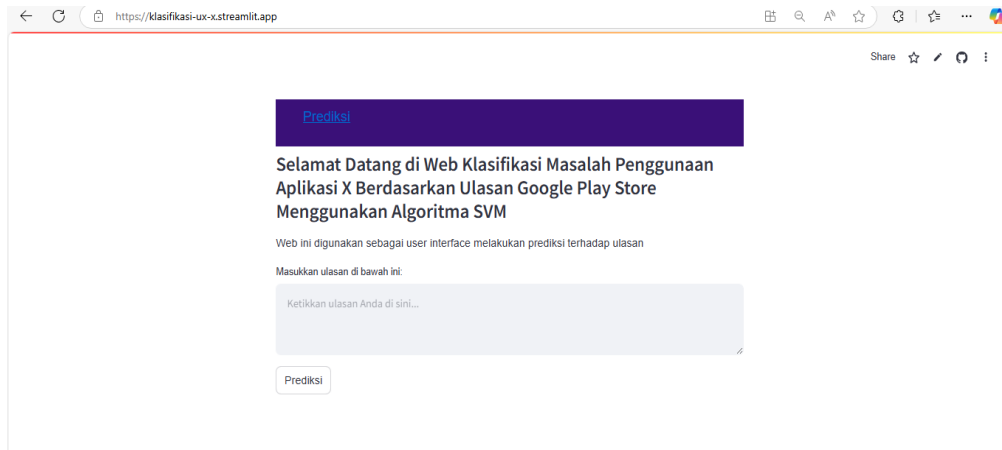 https://klasifikasi-ux-x.streamlit.app
Share
Prediksi
Selamat Datang di Web Klasifikasi Masalah Penggunaan
Aplikasi X Berdasarkan Ulasan Google Play Store
Menggunakan Algoritma SVM
Web ini digunakan sebagai user interface melakukan prediksi terhadap ulasan
Masukkan ulasan di bawah ini:
Ketikkan ulasan Anda di sini...
Prediksi